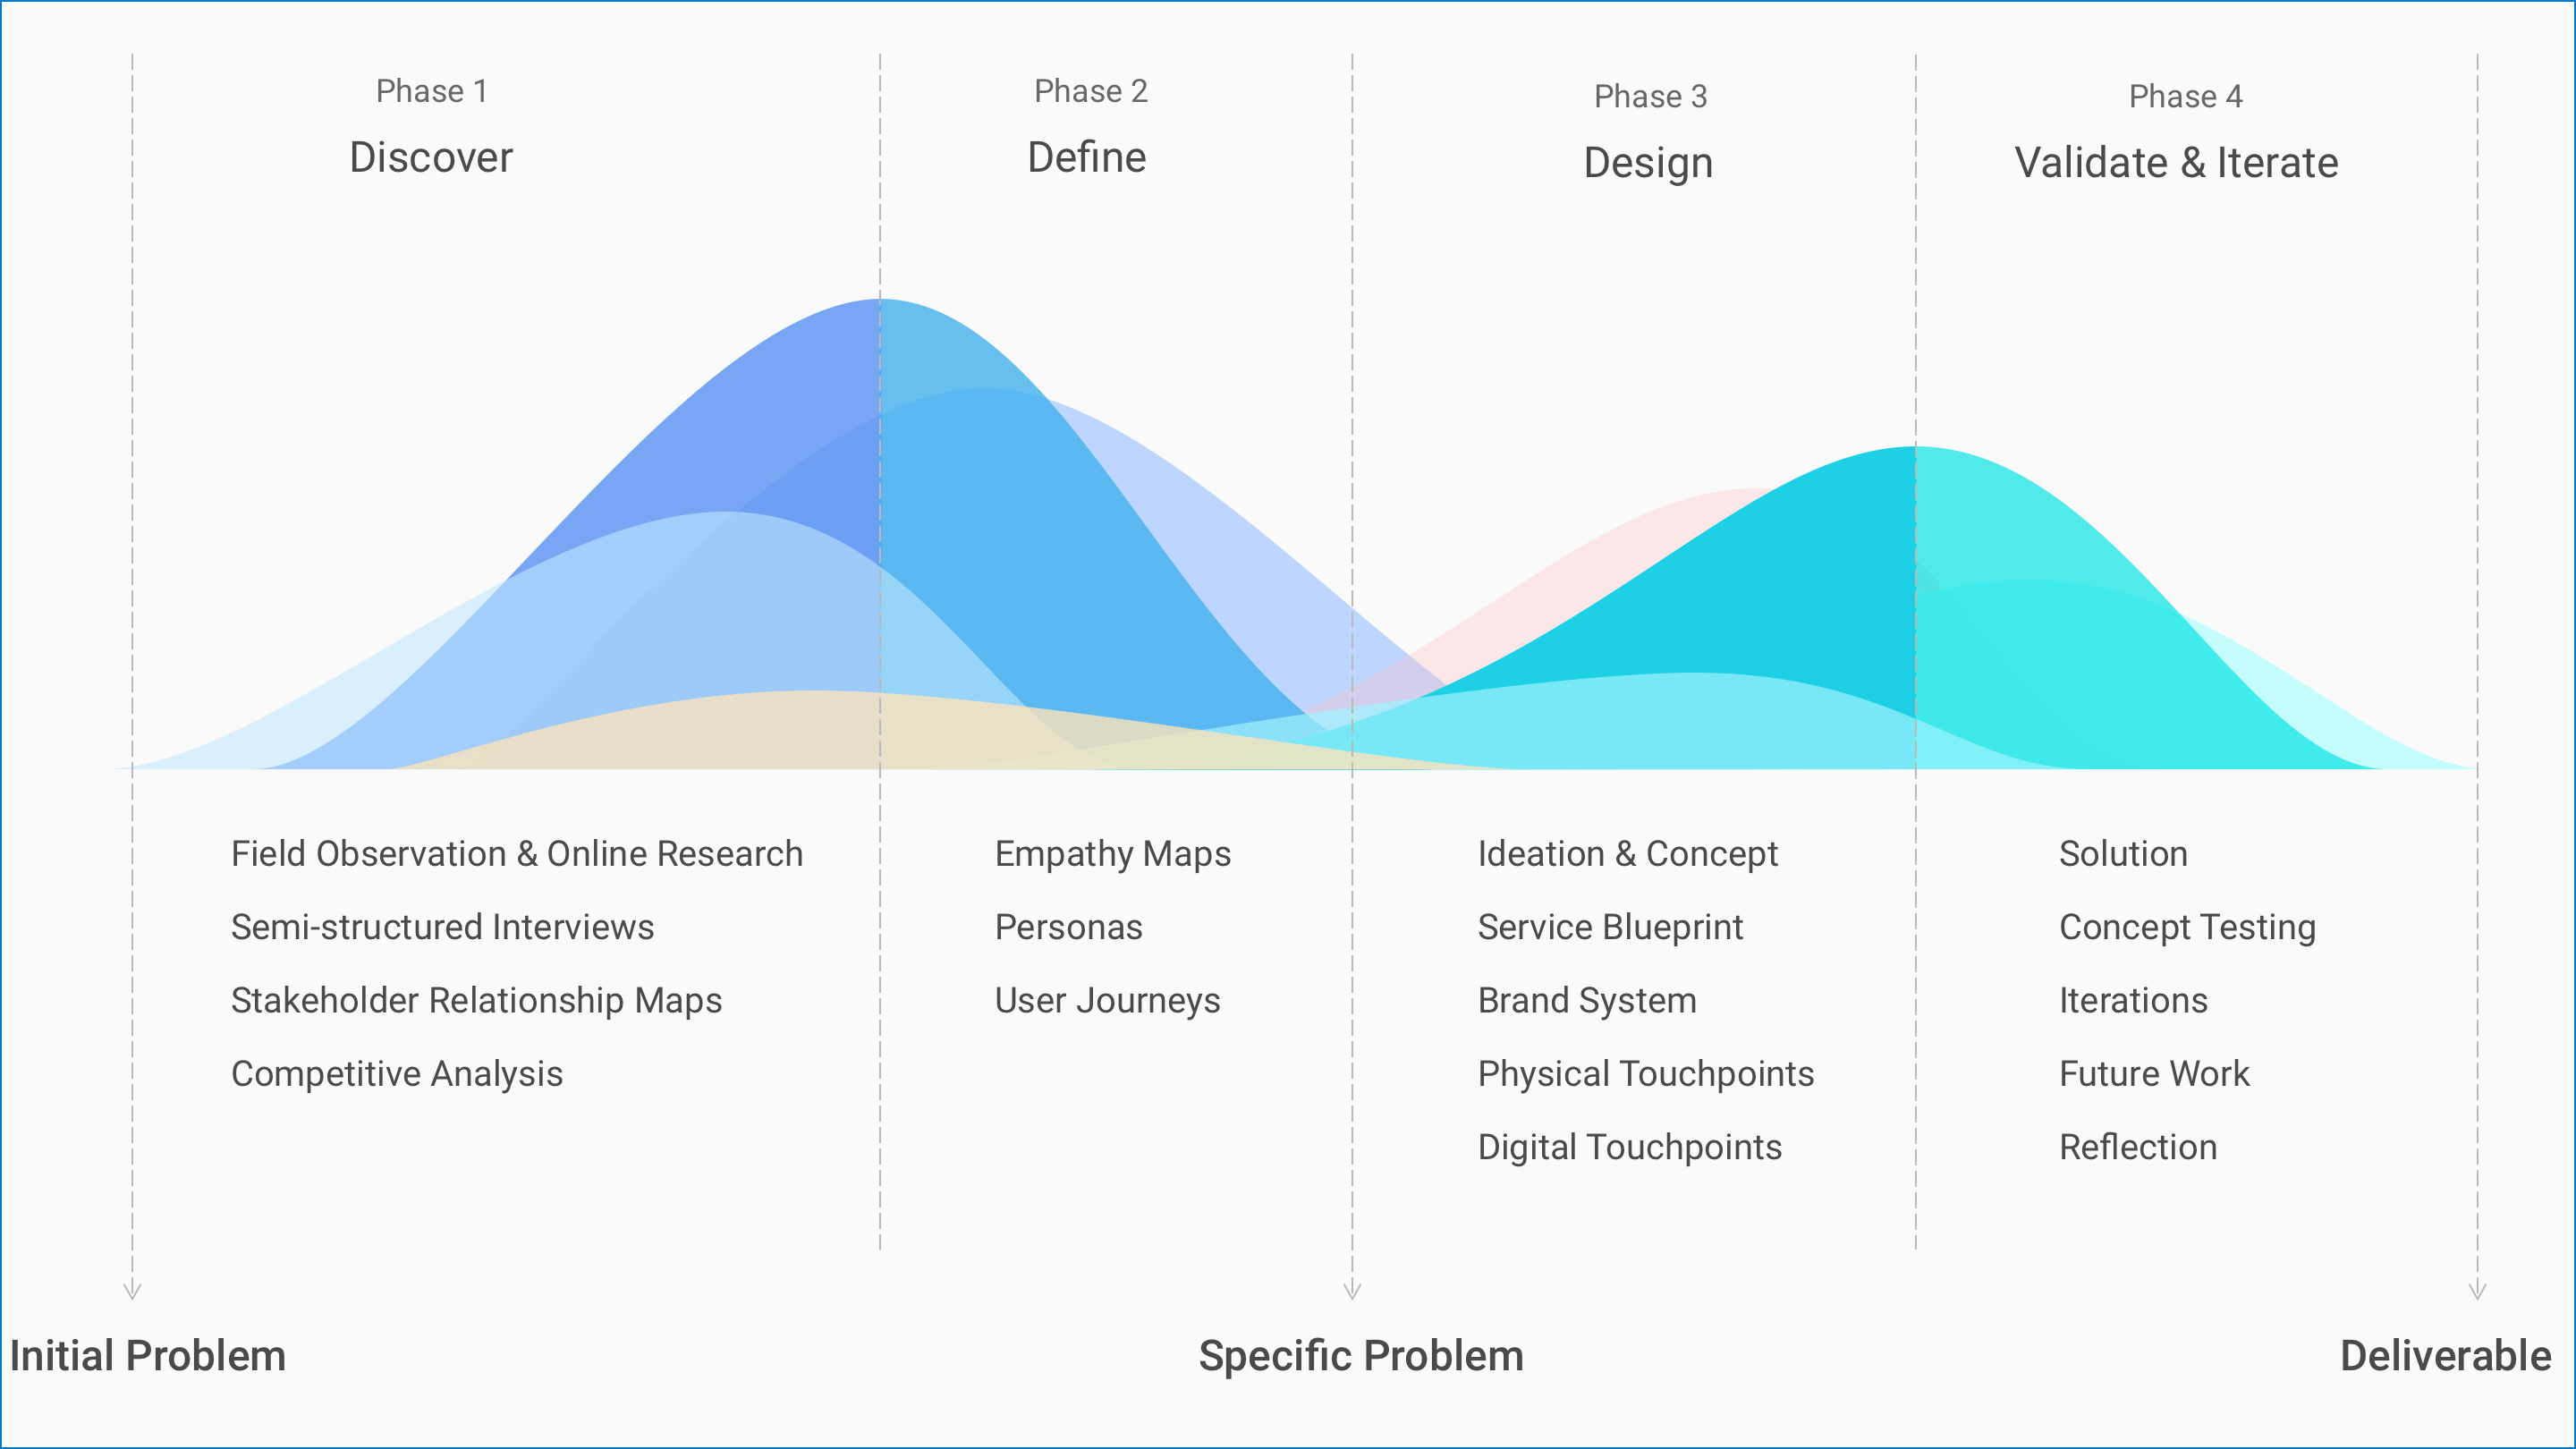 Phase 1
Discover
Phase 2
Define
Phase 3
Design
Phase 4
Validate & Iterate
Field Observation & Online Research
Semi-structured Interviews
Stakeholder Relationship Maps
Competitive Analysis
Empathy Maps
Personas
User Journeys
Ideation & Concept
Service Blueprint
Brand System
Physical Touchpoints
Digital Touchpoints
Solution
Concept Testing
Iterations
Future Work
Reflection
Initial Problem
Specific Problem
Deliverable